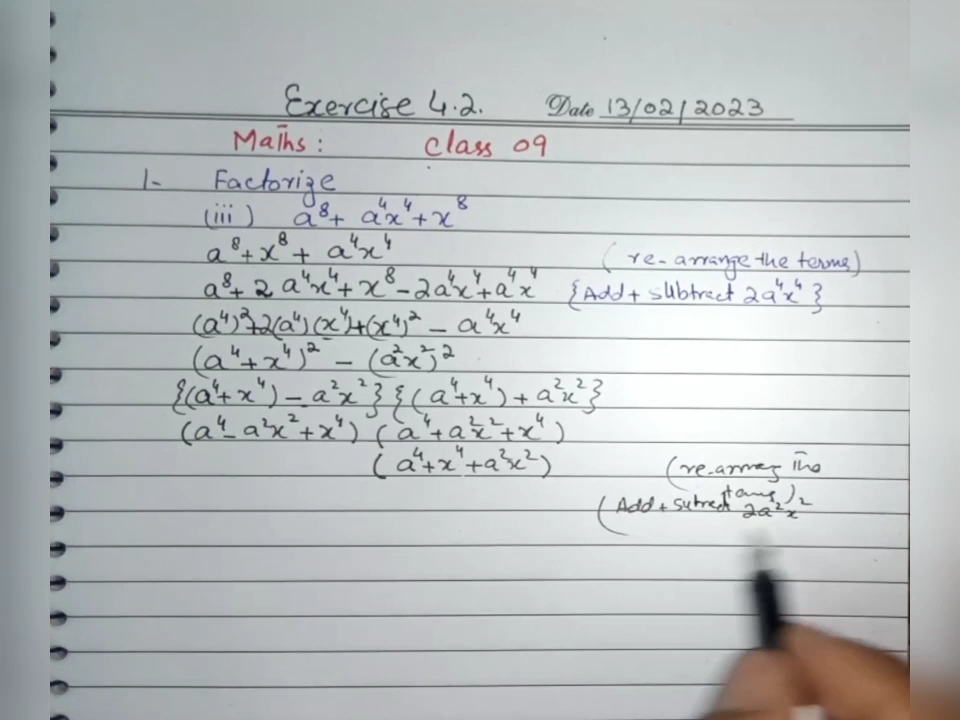 Exercise 4.2. Date 13/02/2023
Maths: Class 09
1- Factorize
(iii) a⁸+ a⁴x⁴+x⁸
a⁸+x⁸+ a⁴x⁴ (re-arrange the terms)
a⁸+2a⁴x⁴+x⁸-2a⁴x⁴+a⁴x⁴ {Add+Subtract 2a⁴x⁴}
(a⁴)²+2(a⁴)(x⁴)+(x⁴)² - a⁴x⁴
(a⁴+x⁴)² - (a²x²)²
{(a⁴+x⁴)-a²x²}{(a⁴+x⁴)+a²x²}
(a⁴-a²x²+x⁴) (a⁴+a²x²+x⁴)
(a⁴+x⁴+a²x²) (re-arrang the
terms)
(Add+Subtract 2a²x²